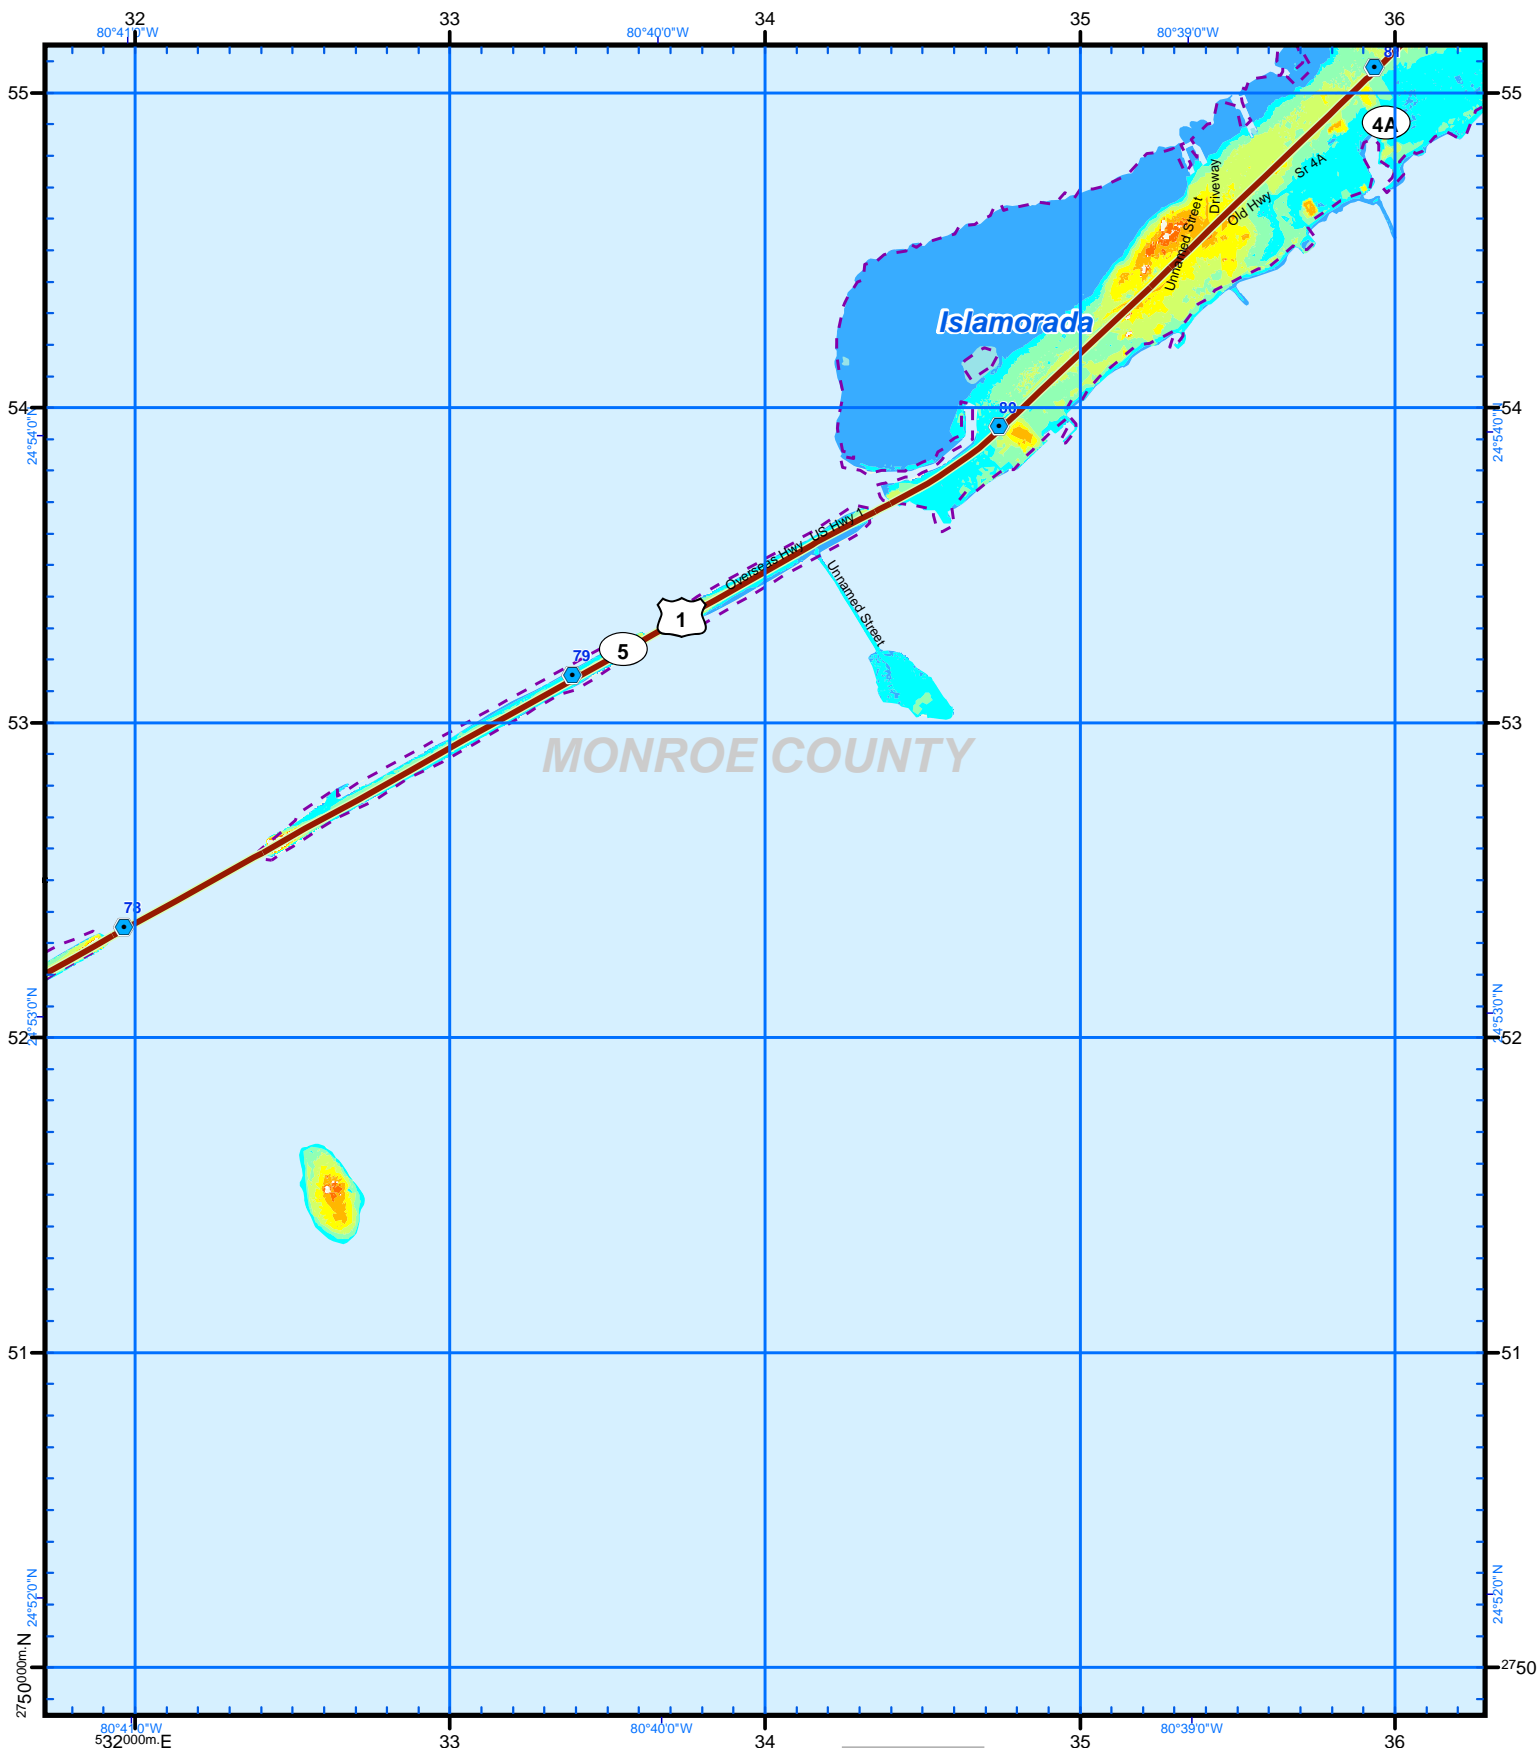 32 33 34 35 36
80°41'0"W 80°40'0"W 80°39'0"W
81
55 55
4A
Sr 4A
Driveway
Old Hwy
Unnamed Street
Islamorada
54 54
80
24°54'0"N 24°54'0"N
Overseas Hwy US Hwy 1
Unnamed Street
1
5
79
53 53
MONROE COUNTY
78
24°53'0"N 24°53'0"N
52 52
51 51
24°52'0"N 24°52'0"N
2750000m.N 2750
80°41'0"W 80°40'0"W 80°39'0"W
532000m.E 33 34 35 36